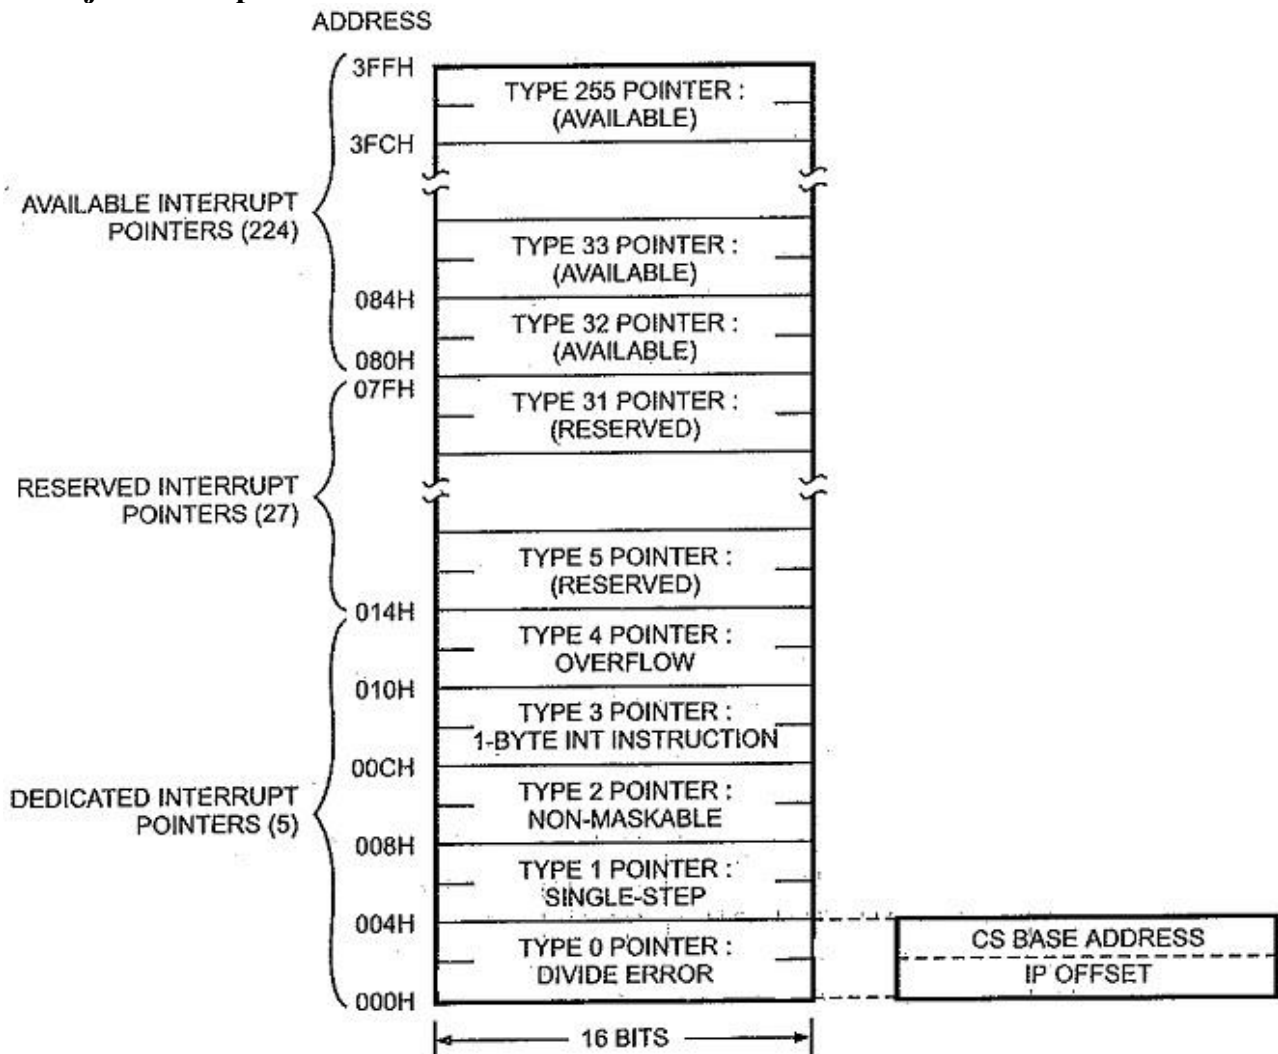 ADDRESS
3FFH
TYPE 255 POINTER :
(AVAILABLE)
3FCH
AVAILABLE INTERRUPT
POINTERS (224)
TYPE 33 POINTER :
(AVAILABLE)
084H
TYPE 32 POINTER :
(AVAILABLE)
080H
07FH
TYPE 31 POINTER :
(RESERVED)
RESERVED INTERRUPT
POINTERS (27)
TYPE 5 POINTER :
(RESERVED)
014H
TYPE 4 POINTER :
OVERFLOW
010H
TYPE 3 POINTER :
1-BYTE INT INSTRUCTION
00CH
DEDICATED INTERRUPT
POINTERS (5)
TYPE 2 POINTER :
NON-MASKABLE
008H
TYPE 1 POINTER :
SINGLE-STEP
004H
TYPE 0 POINTER :
DIVIDE ERROR
000H
CS BASE ADDRESS
IP OFFSET
16 BITS